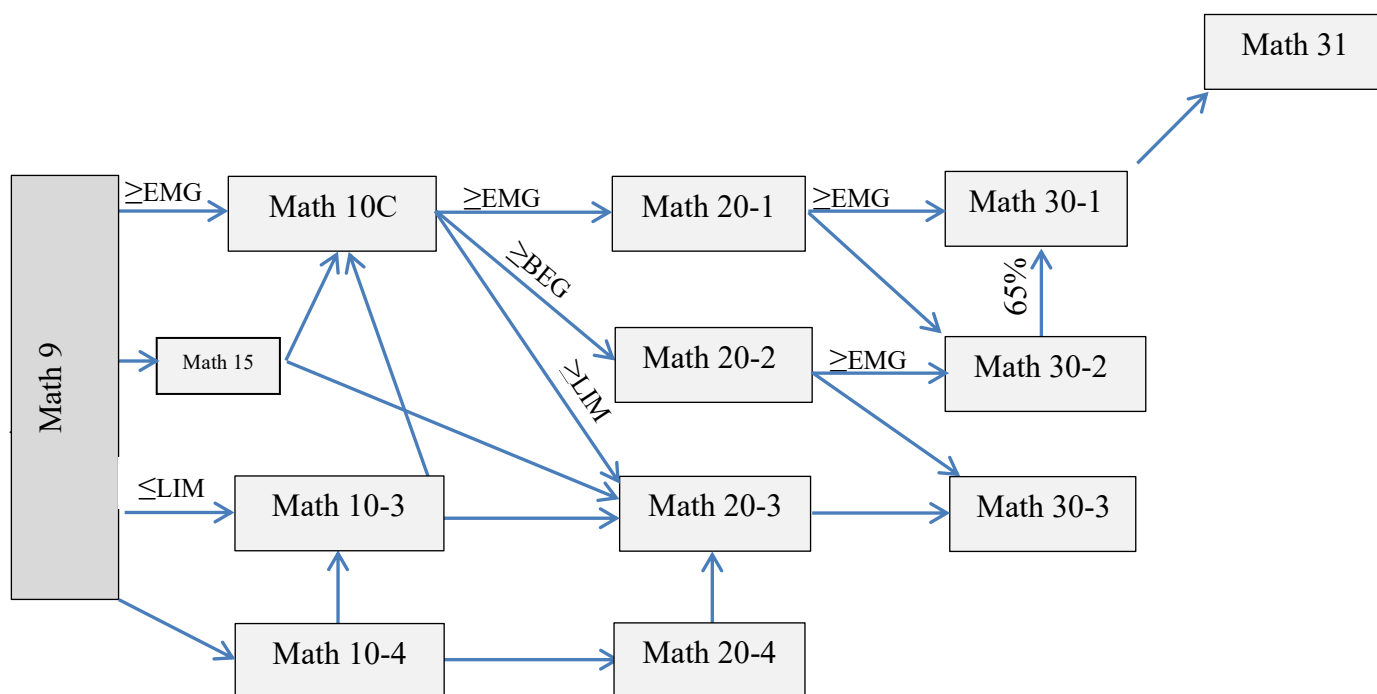 Math 31
≥EMG
Math 10C
≥EMG
Math 20-1
≥EMG
Math 30-1
≥BEG
65%
Math 9
Math 15
≥LIM
Math 20-2
≥EMG
Math 30-2
≤LIM
Math 10-3
Math 20-3
Math 30-3
Math 10-4
Math 20-4